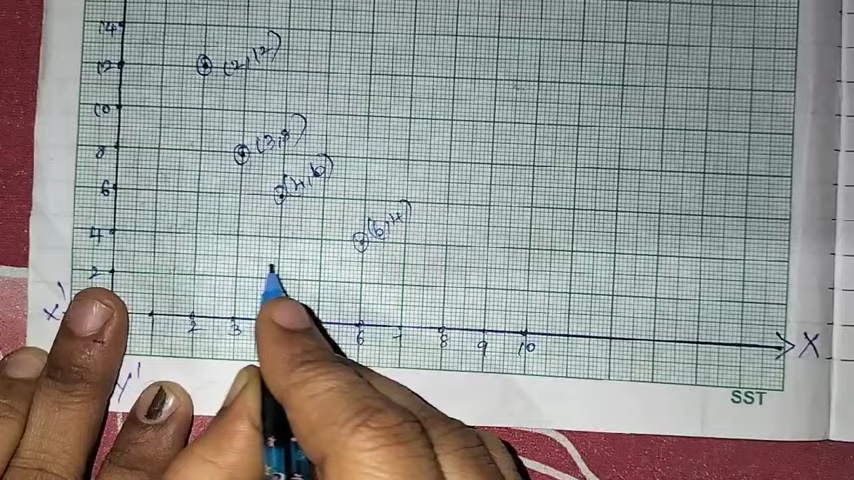 14
12 (2,12)
10
8 (3,8)
6 (4,6)
4 (6,4)
2
X'
2 3 6 7 8 9 10 X
Y'
SST